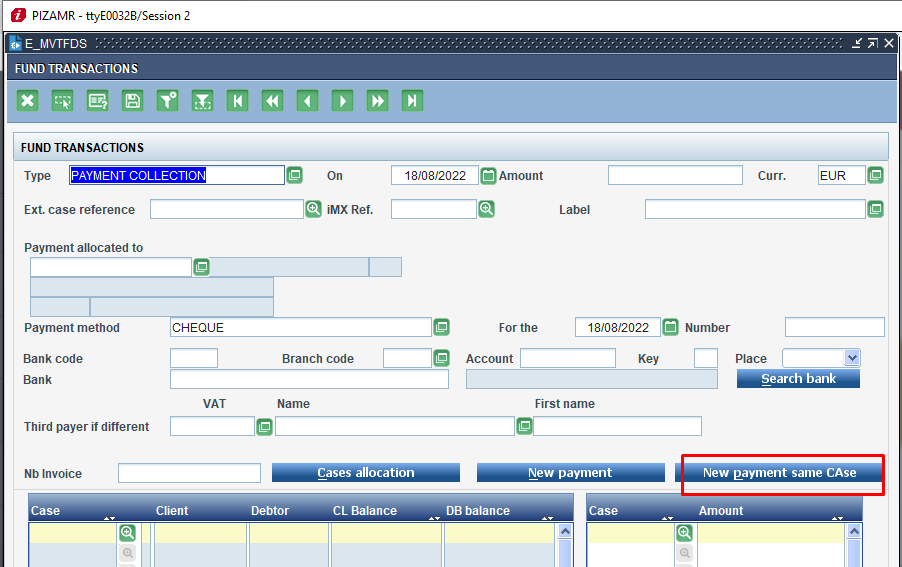 PIZAMR - ttyE0032B/Session 2
E_MVTFDS
FUND TRANSACTIONS
FUND TRANSACTIONS
Type PAYMENT COLLECTION On 18/08/2022 Amount Curr. EUR
Ext. case reference iMX Ref. Label
Payment allocated to
Payment method CHEQUE For the 18/08/2022 Number
Bank code Branch code Account Key Place
Bank Search bank
VAT Name First name
Third payer if different
Nb Invoice Cases allocation New payment New payment same CAse
Case Client Debtor CL Balance DB balance Case Amount